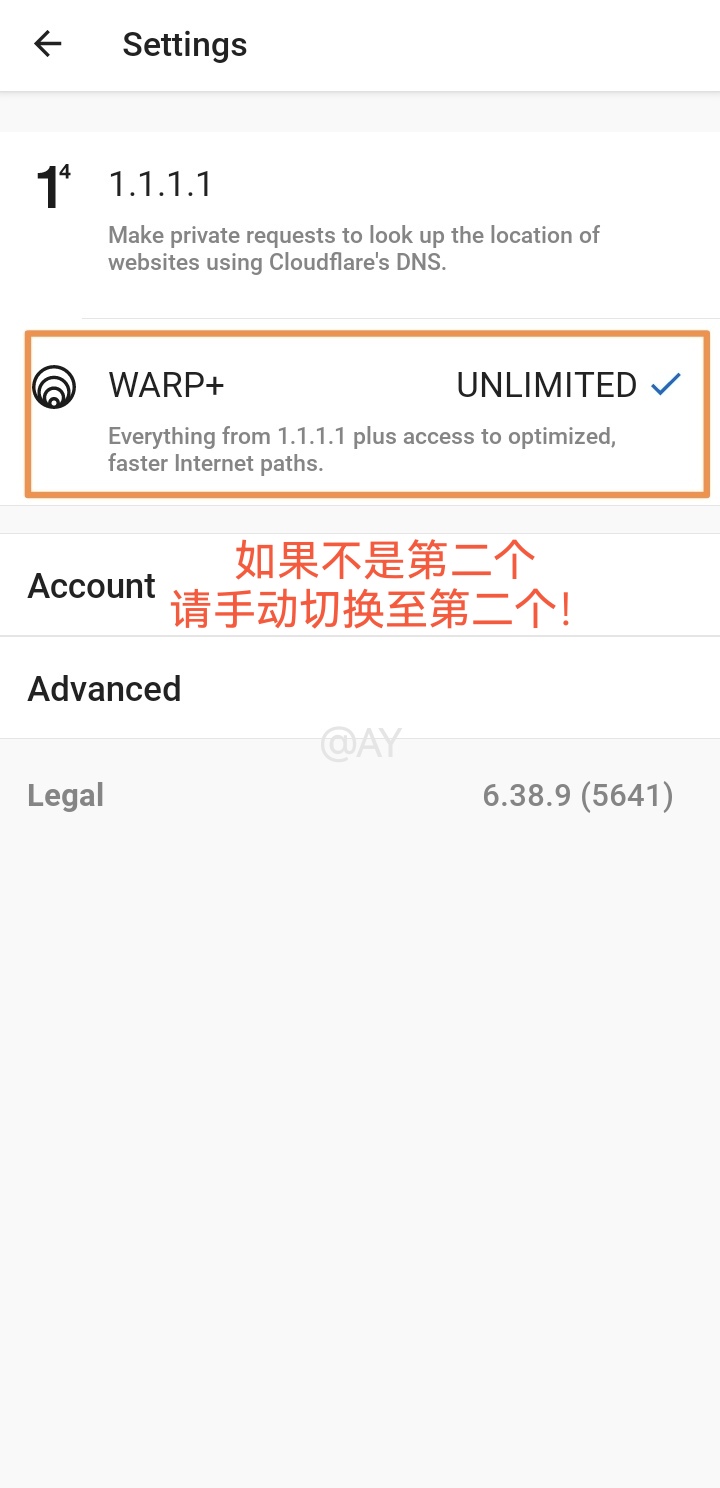 Settings
1⁴
1.1.1.1
Make private requests to look up the location of
websites using Cloudflare's DNS.
WARP+ UNLIMITED
Everything from 1.1.1.1 plus access to optimized,
faster Internet paths.
如果不是第二个
Account
请手动切换至第二个!
Advanced
@AY
Legal 6.38.9 (5641)